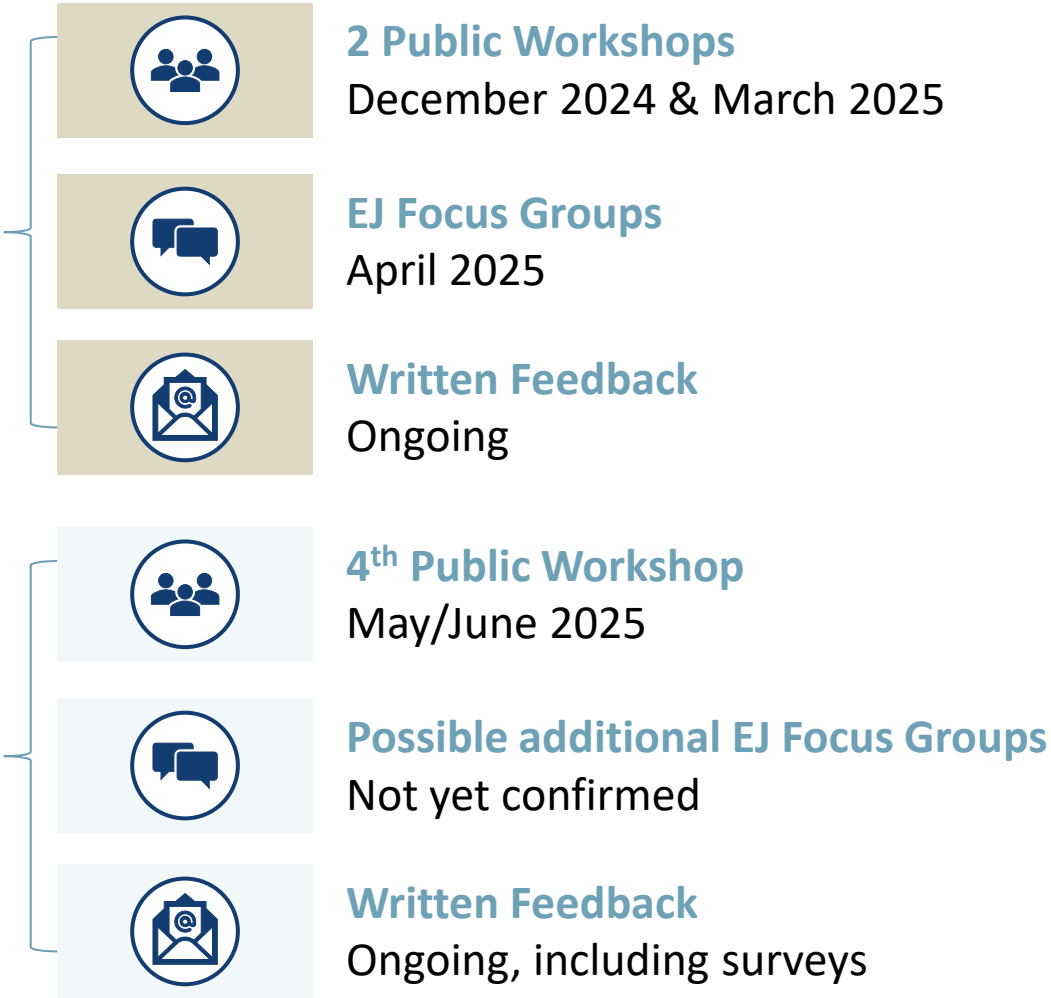 2 Public Workshops
December 2024 & March 2025
EJ Focus Groups
April 2025
@
Written Feedback
Ongoing
4th Public Workshop
May/June 2025
Possible additional EJ Focus Groups
Not yet confirmed
@
Written Feedback
Ongoing, including surveys